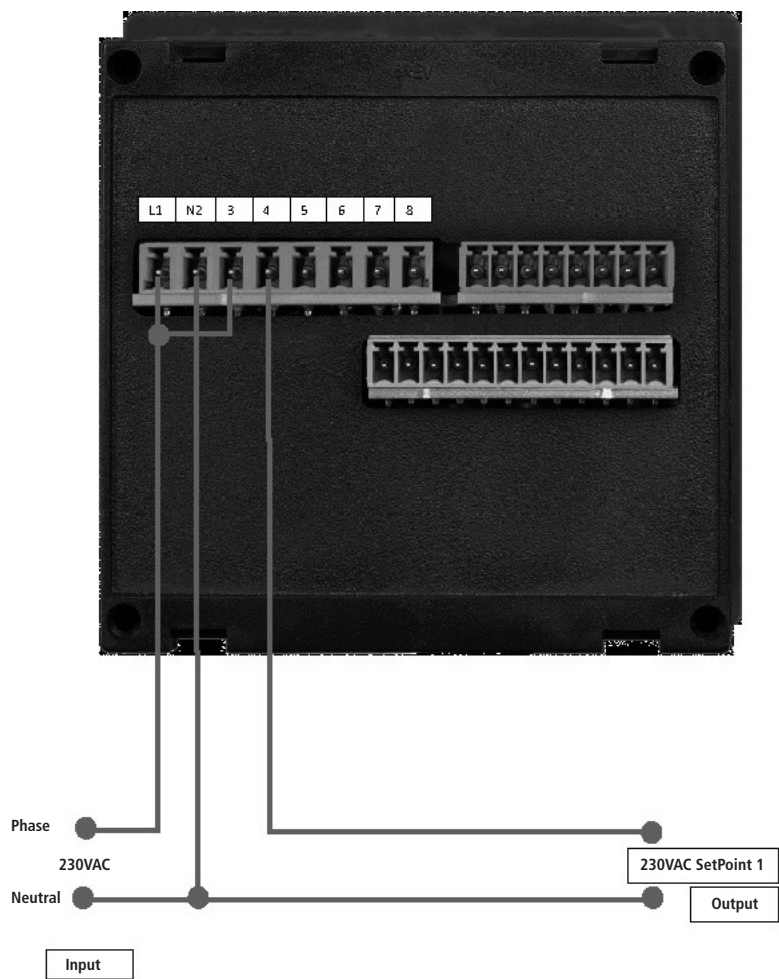 L1 N2 3 4 5 6 7 8
Phase
230VAC
230VAC SetPoint 1
Neutral
Output
Input